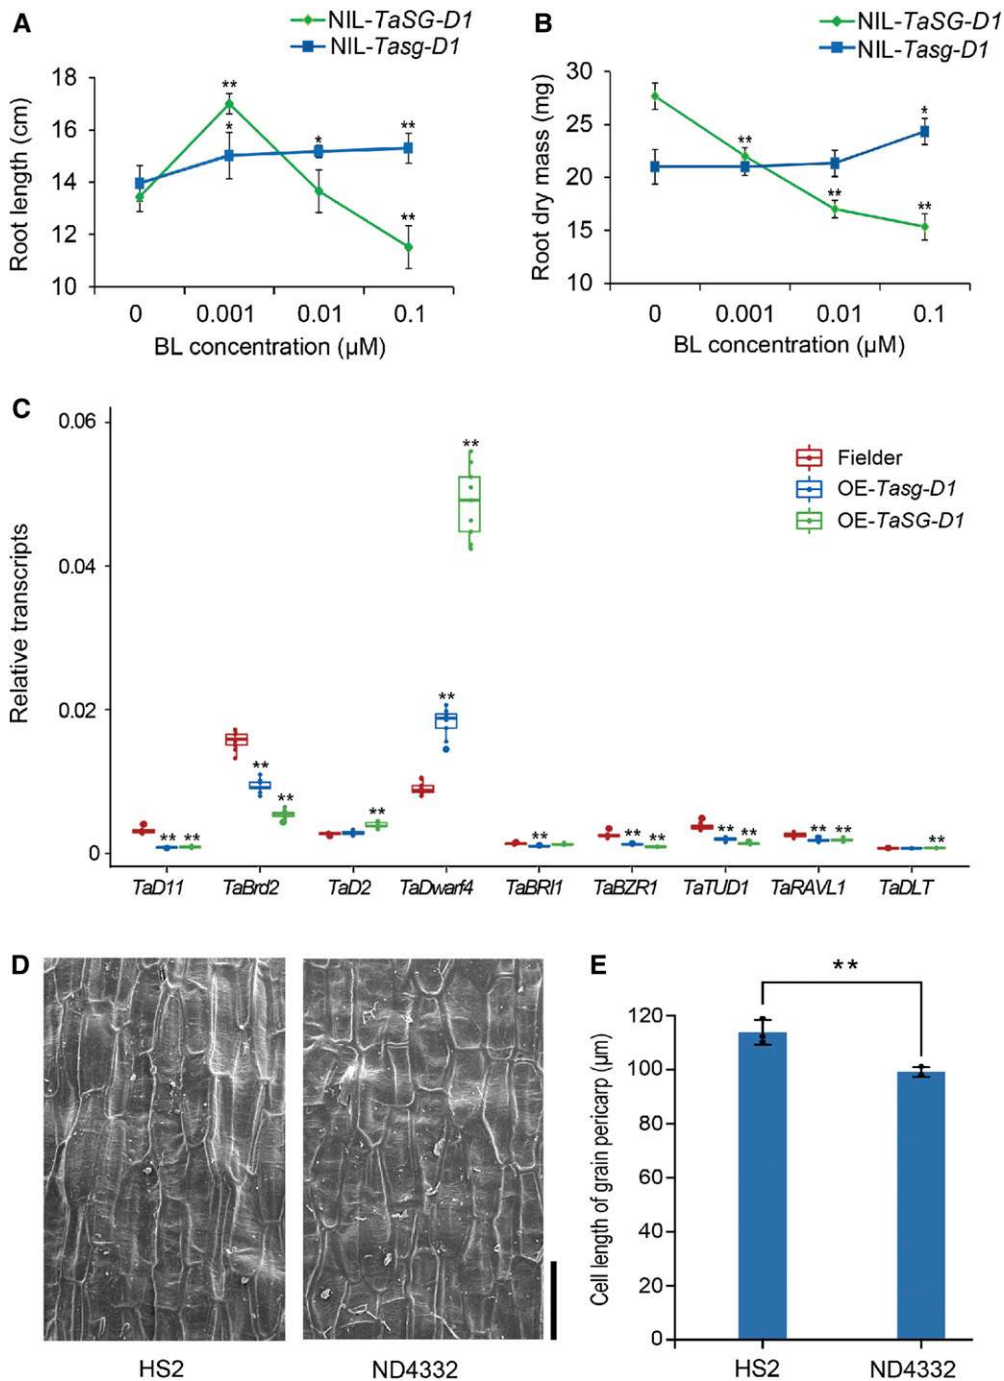 A
NIL-TaSG-D1
NIL-Tasg-D1
Root length (cm)
18
16
14
12
10
**
*
*
**
**
0 0.001 0.01 0.1
BL concentration (µM)
B
NIL-TaSG-D1
NIL-Tasg-D1
Root dry mass (mg)
30
25
20
15
10
**
**
*
**
0 0.001 0.01 0.1
BL concentration (µM)
C
Relative transcripts
0.06
0.04
0.02
0
Fielder
OE-Tasg-D1
OE-TaSG-D1
**
**
**
**
**
** **
**
** ** ** ** ** ** ** **
TaD11 TaBrd2 TaD2 TaDwarf4 TaBRI1 TaBZR1 TaTUD1 TaRAVL1 TaDLT
D
HS2 ND4332
E
**
Cell length of grain pericarp (µm)
120
100
80
60
40
20
0
HS2 ND4332